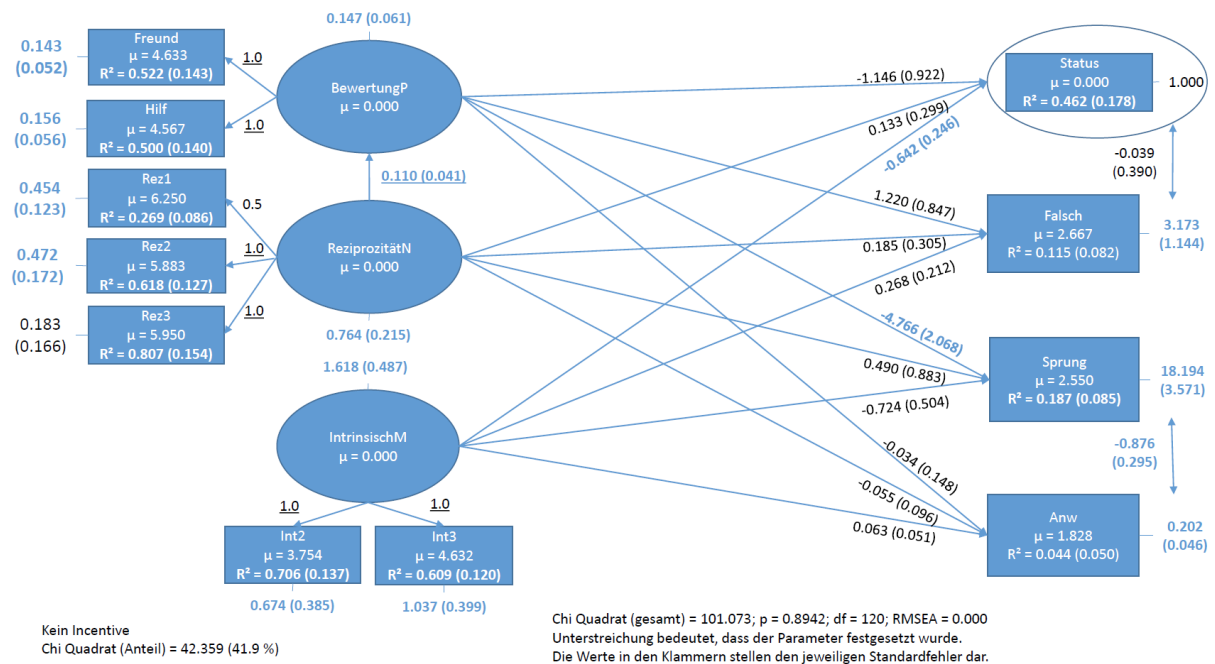 0.143
(0.052)
Freund
μ = 4.633
R² = 0.522 (0.143)
1.0
0.156
(0.056)
Hilf
μ = 4.567
R² = 0.500 (0.140)
1.0
0.454
(0.123)
Rez1
μ = 6.250
R² = 0.269 (0.086)
0.5
0.472
(0.172)
Rez2
μ = 5.883
R² = 0.618 (0.127)
1.0
0.183
(0.166)
Rez3
μ = 5.950
R² = 0.807 (0.154)
1.0
0.147 (0.061)
BewertungP
μ = 0.000
0.110 (0.041)
ReziprozitätN
μ = 0.000
0.764 (0.215)
1.618 (0.487)
IntrinsischM
μ = 0.000
1.0
1.0
Int2
μ = 3.754
R² = 0.706 (0.137)
0.674 (0.385)
Int3
μ = 4.632
R² = 0.609 (0.120)
1.037 (0.399)
-1.146 (0.922)
0.133 (0.299)
-0.642 (0.246)
1.220 (0.847)
0.185 (0.305)
0.268 (0.212)
-4.766 (2.068)
0.490 (0.883)
-0.724 (0.504)
-0.034 (0.148)
-0.055 (0.096)
0.063 (0.051)
Status
μ = 0.000
R² = 0.462 (0.178)
1.000
-0.039
(0.390)
Falsch
μ = 2.667
R² = 0.115 (0.082)
3.173
(1.144)
Sprung
μ = 2.550
R² = 0.187 (0.085)
18.194
(3.571)
-0.876
(0.295)
Anw
μ = 1.828
R² = 0.044 (0.050)
0.202
(0.046)
Kein Incentive
Chi Quadrat (Anteil) = 42.359 (41.9 %)
Chi Quadrat (gesamt) = 101.073; p = 0.8942; df = 120; RMSEA = 0.000
Unterstreichung bedeutet, dass der Parameter festgesetzt wurde.
Die Werte in den Klammern stellen den jeweiligen Standardfehler dar.